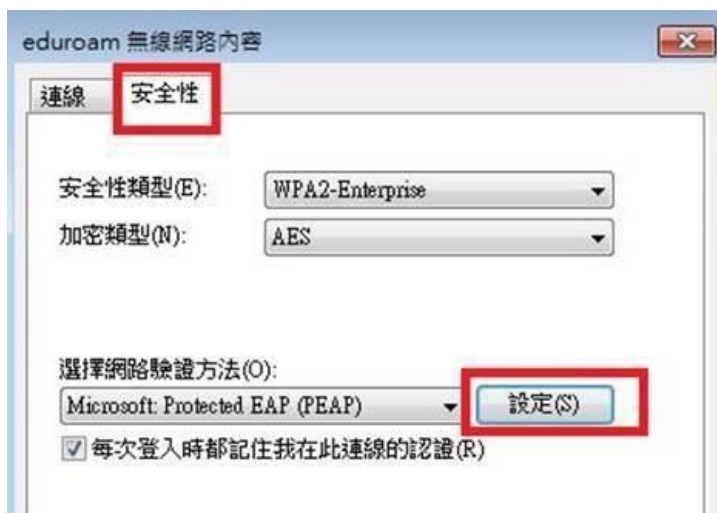 eduroam 無線網路內容
連線 安全性
安全性類型(E): WPA2-Enterprise
加密類型(N): AES
選擇網路驗證方法(O):
Microsoft: Protected EAP (PEAP) 設定(S)
每次登入時都記住我在此連線的認證(R)